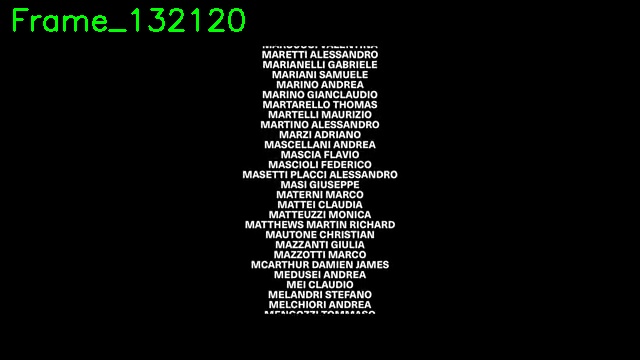 Frame_132120
MARETTI ALESSANDRO
MARIANELLI GABRIELE
MARIANI SAMUELE
MARINO ANDREA
MARINO GIANCLAUDIO
MARTARELLO THOMAS
MARTELLI MAURIZIO
MARTINO ALESSANDRO
MARZI ADRIANO
MASCELLANI ANDREA
MASCIA FLAVIO
MASCIOLI FEDERICO
MASETTI PLACCI ALESSANDRO
MASI GIUSEPPE
MATERNI MARCO
MATTEI CLAUDIA
MATTEUZZI MONICA
MATTHEWS MARTIN RICHARD
MAUTONE CHRISTIAN
MAZZANTI GIULIA
MAZZOTTI MARCO
MCARTHUR DAMIEN JAMES
MEDUSEI ANDREA
MEI CLAUDIO
MELANDRI STEFANO
MELCHIORI ANDREA
MENGOZZI TOMMASO